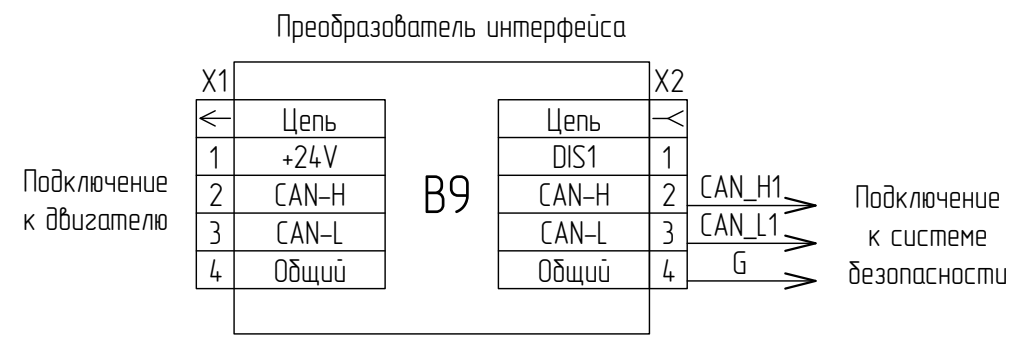 Преобразователь интерфейса
X1
X2
Цепь
Цепь
1 +24V
DIS1 1
2 CAN-H
CAN-H 2
CAN_H1
3 CAN-L
CAN-L 3
CAN_L1
4 Общий
Общий 4
G
B9
Подключение
к двигателю
Подключение
к системе
безопасности